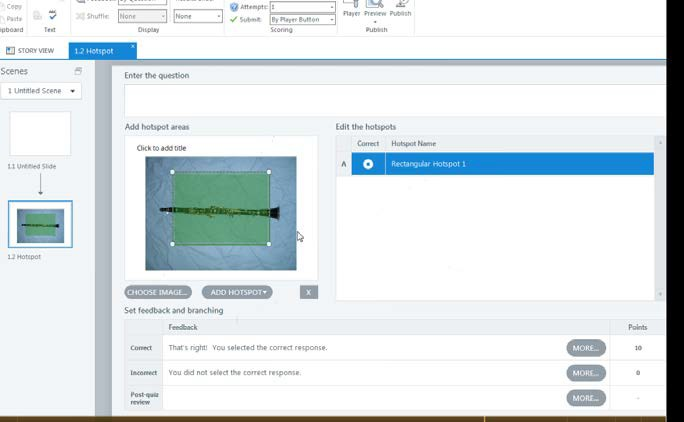 Copy
Paste
Shuffle:
None
None
Attempts:
1
Submit:
By Player Button
Player
Preview
Publish
Text
Display
Scoring
Publish
STORY VIEW
1.2 Hotspot
Scenes
1 Untitled Scene
1.1 Untitled Slide
1.2 Hotspot
Enter the question
Add hotspot areas
Click to add title
CHOOSE IMAGE...
ADD HOTSPOT
X
Edit the hotspots
Correct
Hotspot Name
A
Rectangular Hotspot 1
Set feedback and branching
Feedback
Points
Correct
That's right! You selected the correct response.
MORE...
10
Incorrect
You did not select the correct response.
MORE...
0
Post-quiz
review
MORE...
-